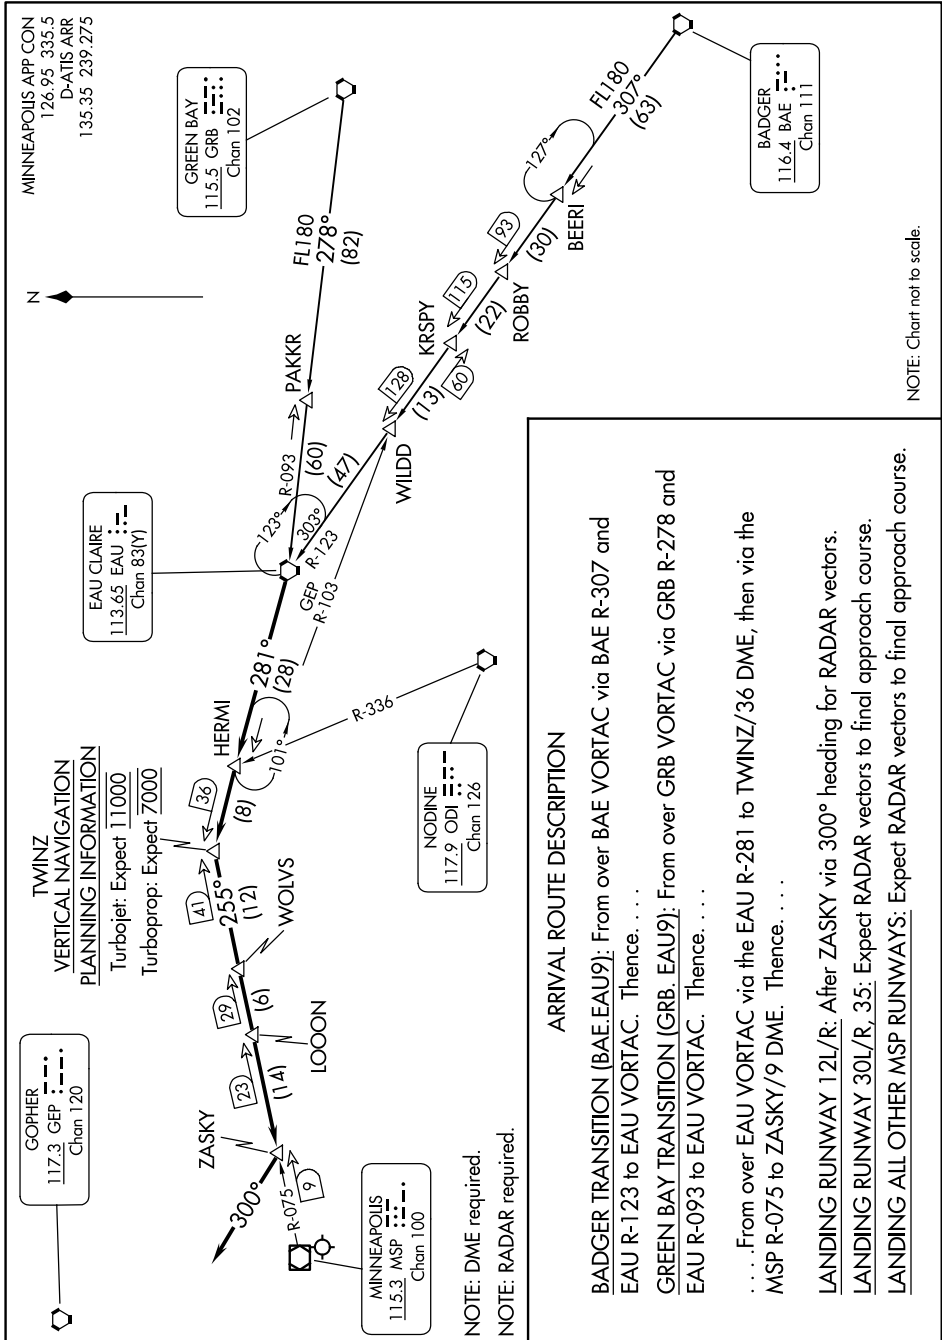 MINNEAPOLIS APP CON
126.95 335.5
D-ATIS ARR
135.35 239.275
GREEN BAY
115.5 GRB
Chan 102
BADGER
116.4 BAE
Chan 111
N
FL180
278°
(82)
FL180
307°
(63)
127°
BEERI
(30)
93
ROBBY
(22)
115
KRSPY
60
(13)
128
WILDD
(47)
PAKKR
R-093
(60)
EAU CLAIRE
113.65 EAU
Chan 83(Y)
123°
303°
R-123
GEP
R-103
281°
(28)
HERMI
101°
R-336
NODINE
117.9 ODI
Chan 126
TWINZ
VERTICAL NAVIGATION
PLANNING INFORMATION
Turbojet: Expect 11000
Turboprop: Expect 7000
36
(8)
41
255°
(12)
WOLVS
29
(6)
LOOON
23
(14)
ZASKY
9
300°
R-075
GOPHER
117.3 GEP
Chan 120
MINNEAPOLIS
115.3 MSP
Chan 100
NOTE: DME required.
NOTE: RADAR required.
NOTE: Chart not to scale.
ARRIVAL ROUTE DESCRIPTION
BADGER TRANSITION (BAE.EAU9): From over BAE VORTAC via BAE R-307 and
EAU R-123 to EAU VORTAC. Thence. . . .
GREEN BAY TRANSITION (GRB. EAU9): From over GRB VORTAC via GRB R-278 and
EAU R-093 to EAU VORTAC. Thence. . . .
. . . .From over EAU VORTAC via the EAU R-281 to TWINZ/36 DME, then via the
MSP R-075 to ZASKY/9 DME. Thence. . . .
LANDING RUNWAY 12L/R: After ZASKY via 300° heading for RADAR vectors.
LANDING RUNWAY 30L/R, 35: Expect RADAR vectors to final approach course.
LANDING ALL OTHER MSP RUNWAYS: Expect RADAR vectors to final approach course.